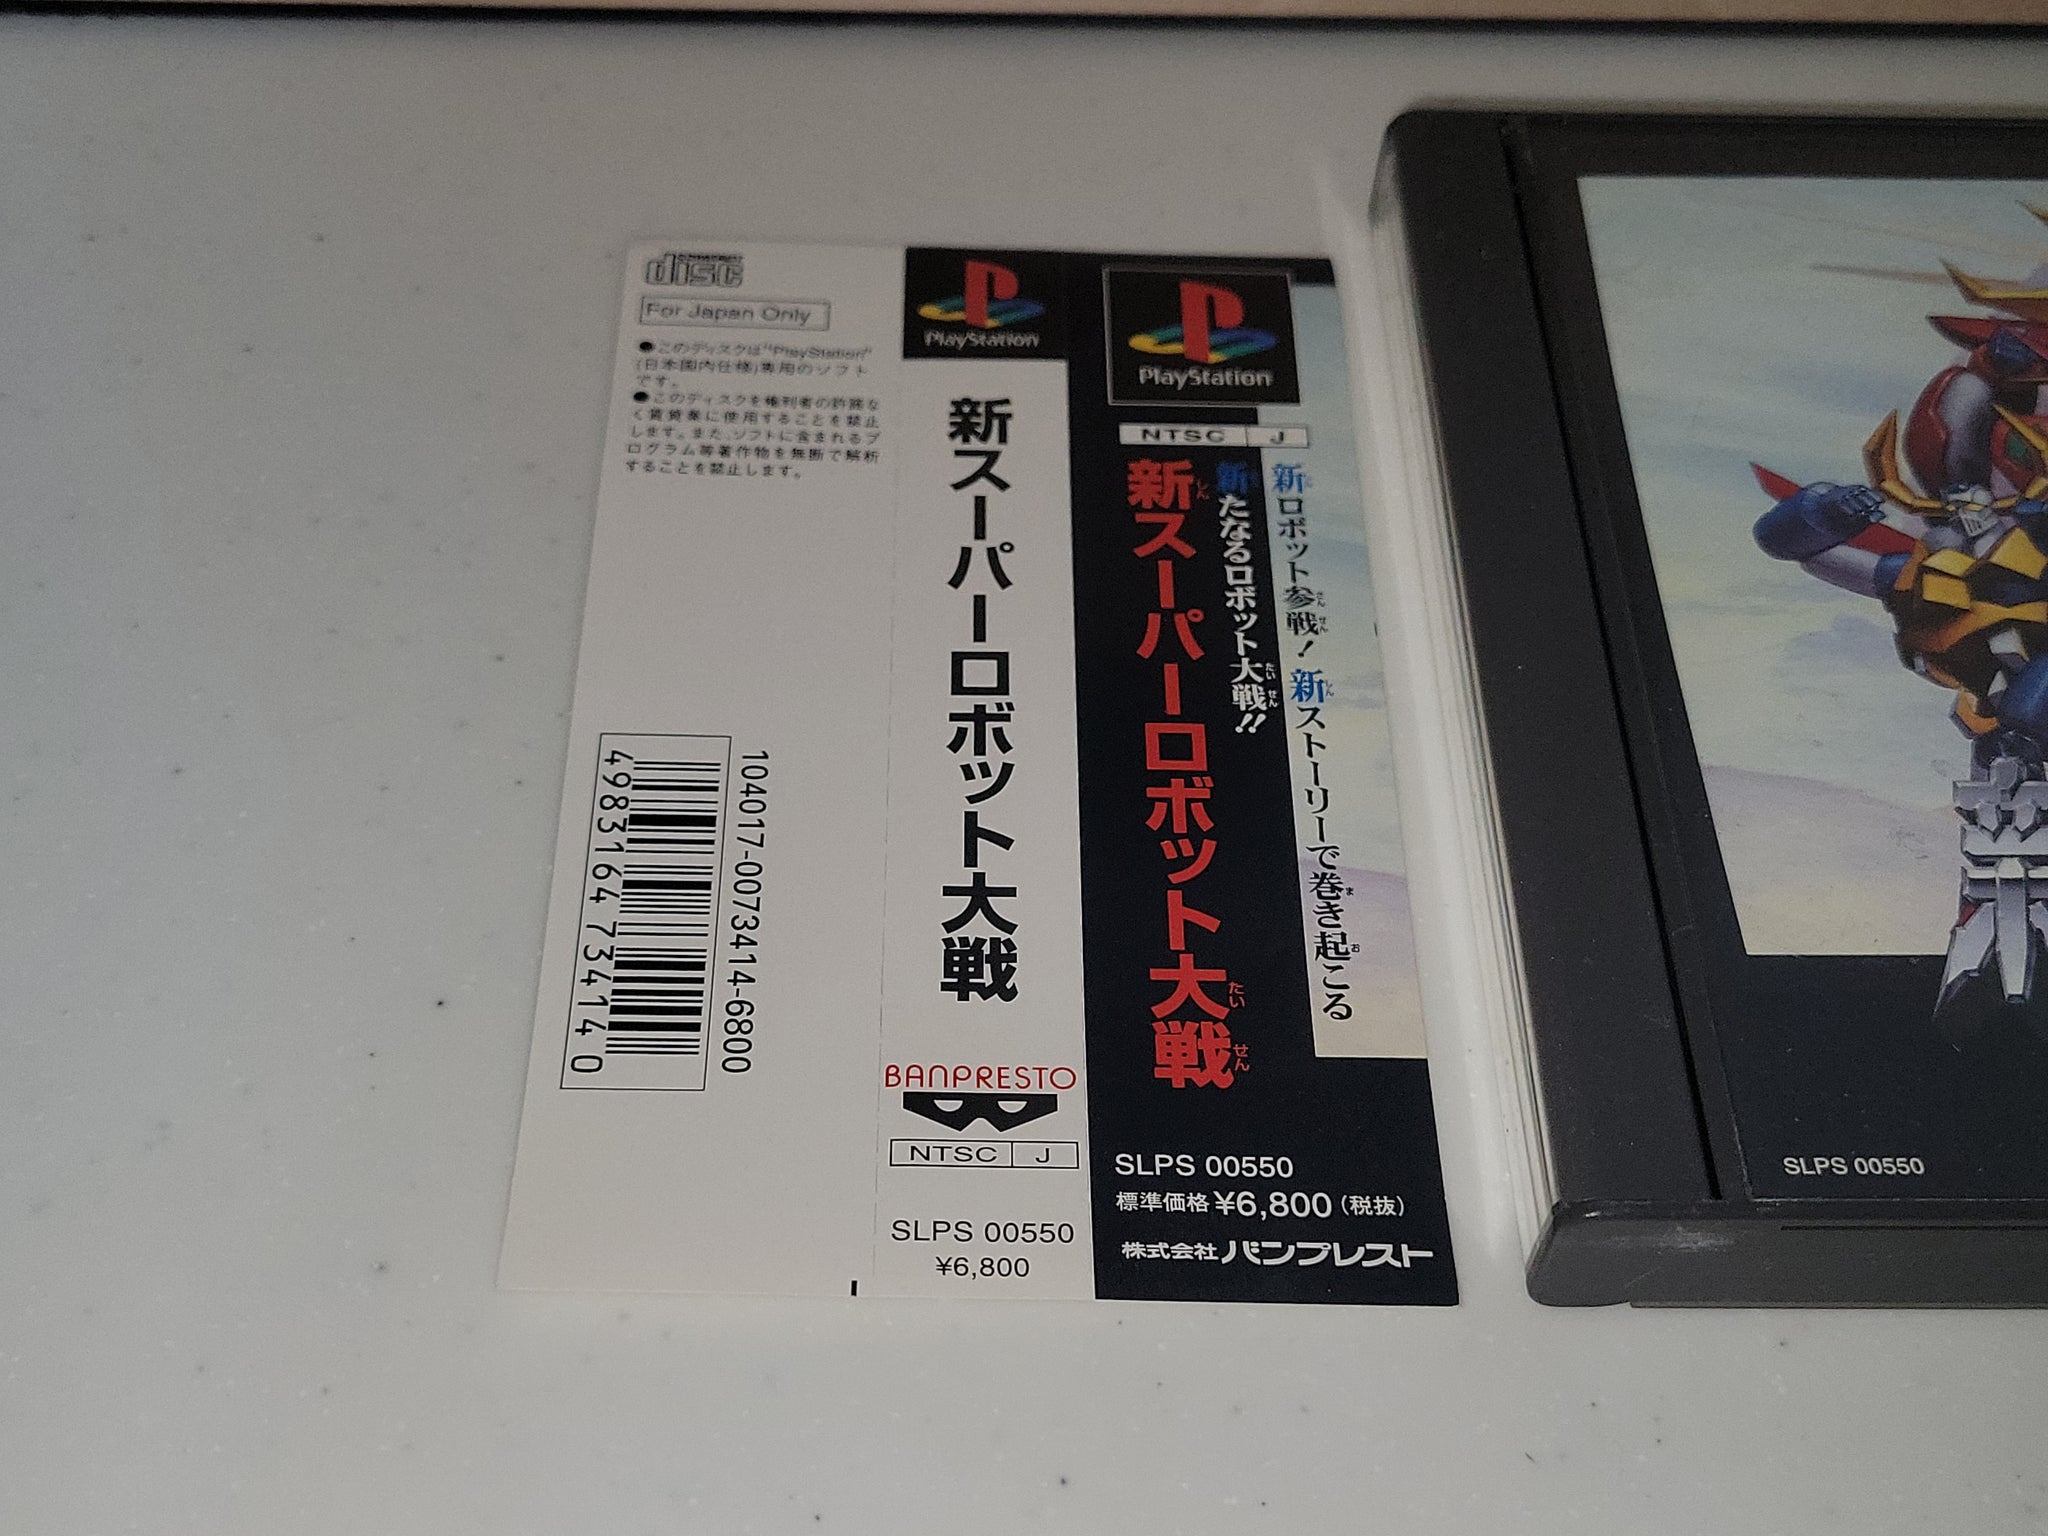 disc
For Japan Only
●このディスクは"PlayStation"
(日本国内仕様)専用のソフト
です。
●このディスクを権利者の許諾な
く賃貸業に使用することを禁止
します。また、ソフトに含まれるプ
ログラム等著作物を無断で解析
することを禁止します。
104017-0073414-6800
4983164734140
PlayStation
新スーパーロボット大戦
BANPRESTO
NTSC J
SLPS 00550
¥6,800
PlayStation
NTSC J
新ロボット参戦!新ストーリーで巻き起こる
新たなるロボット大戦!!
新スーパーロボット大戦
SLPS 00550
標準価格¥6,800(税抜)
株式会社バンプレスト
SLPS 00550